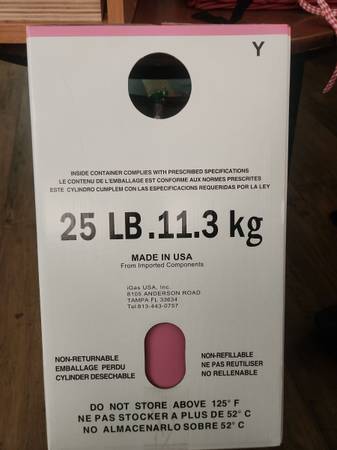 Y
INSIDE CONTAINER COMPLIES WITH PRESCRIBED SPECIFICATIONS
LE CONTENU DE L'EMBALLAGE EST CONFORME AUX NORMES PRESCRITES
ESTE CYLINDRO CUMPLEM CON LAS ESPECIFICACIONES REQUERIDAS POR LA LEY
25 LB.11.3 kg
MADE IN USA
From Imported Components
iGas USA, Inc.
8105 ANDERSON ROAD
TAMPA FL 33634
Tel 813-443-0757
NON-RETURNABLE
EMBALLAGE PERDU
CYLINDER DESECHABLE
NON-REFILLABLE
NE PAS REUTILISER
NO RELLENABLE
DO NOT STORE ABOVE 125° F
NE PAS STOCKER A PLUS DE 52° C
NO ALMACENARLO SOBRE 52° C